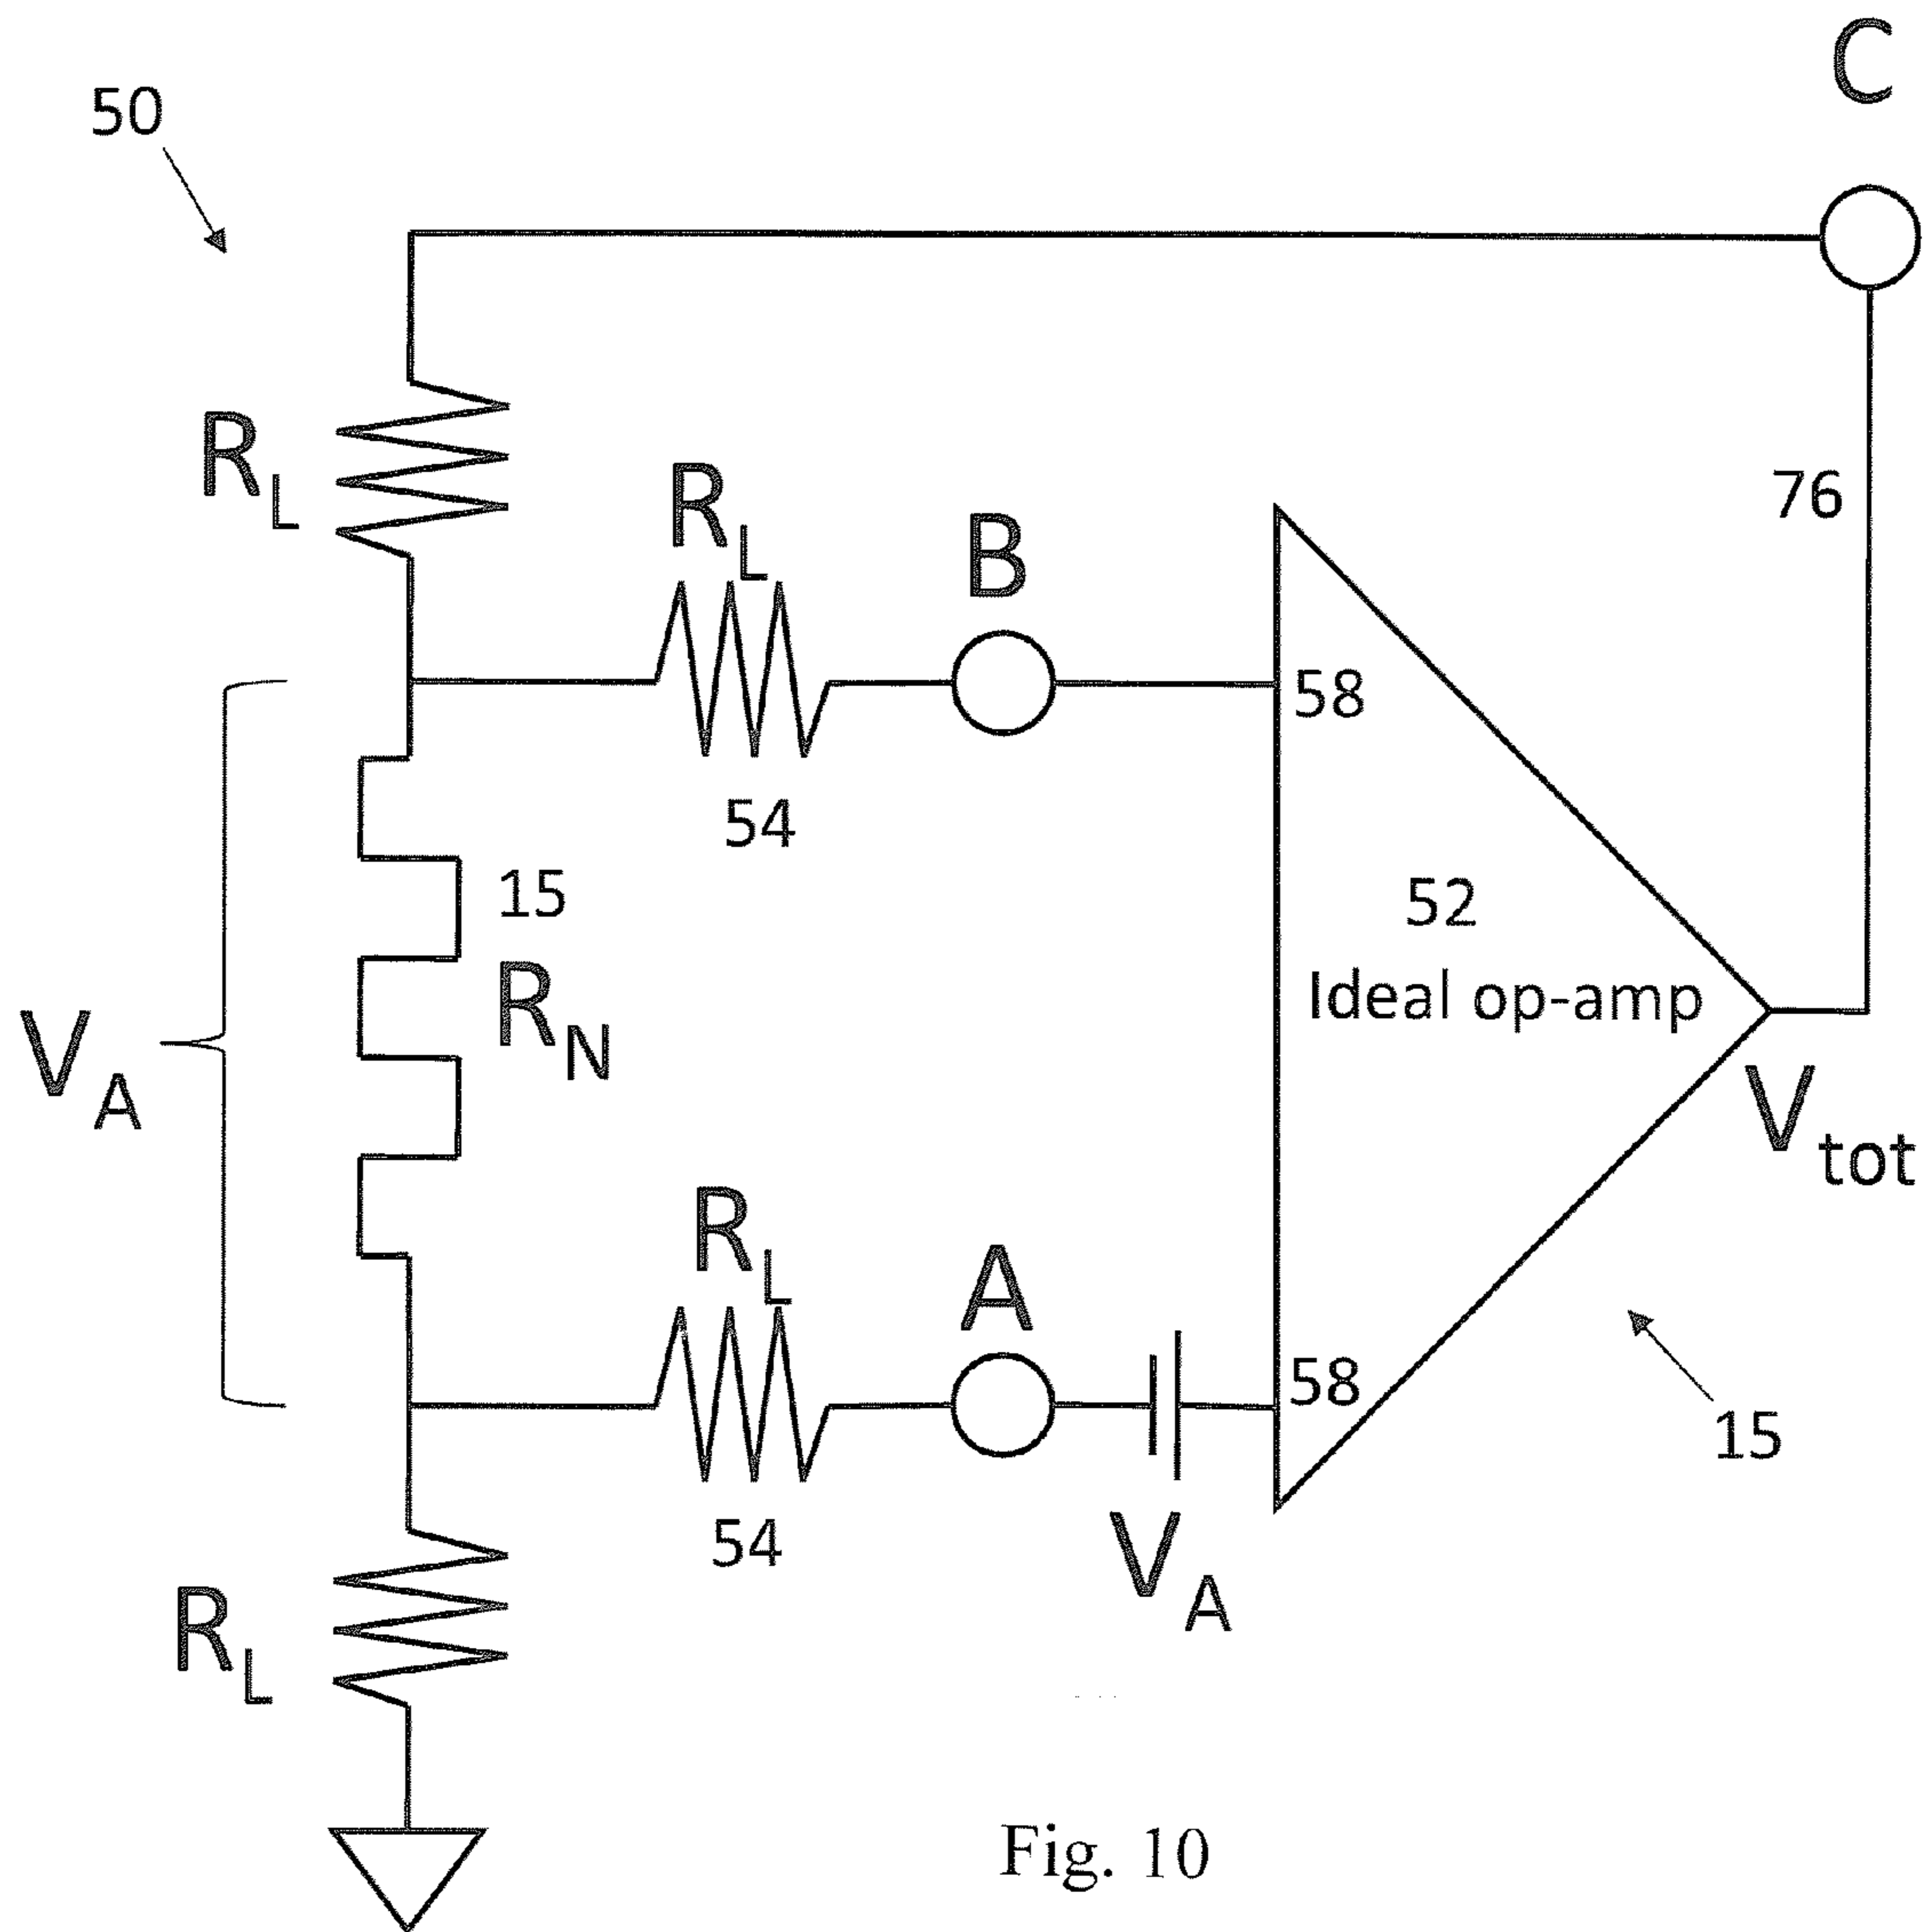 C
50
R_L
R_L
B
76
58
54
15
52
R_N
Ideal op-amp
V_A
V_tot
R_L
A
58
15
54
V_A
R_L
Fig. 10